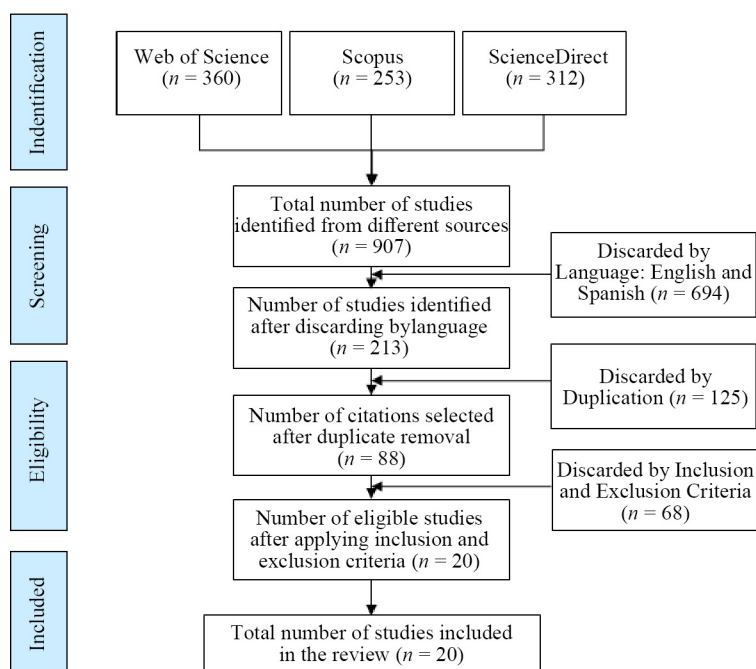 Indentification
Web of Science
(n = 360)
Scopus
(n = 253)
ScienceDirect
(n = 312)
Screening
Total number of studies
identified from different sources
(n = 907)
Discarded by
Language: English and
Spanish (n = 694)
Number of studies identified
after discarding bylanguage
(n = 213)
Eligibility
Discarded by
Duplication (n = 125)
Number of citations selected
after duplicate removal
(n = 88)
Discarded by Inclusion
and Exclusion Criteria
(n = 68)
Number of eligible studies
after applying inclusion and
exclusion criteria (n = 20)
Included
Total number of studies included
in the review (n = 20)